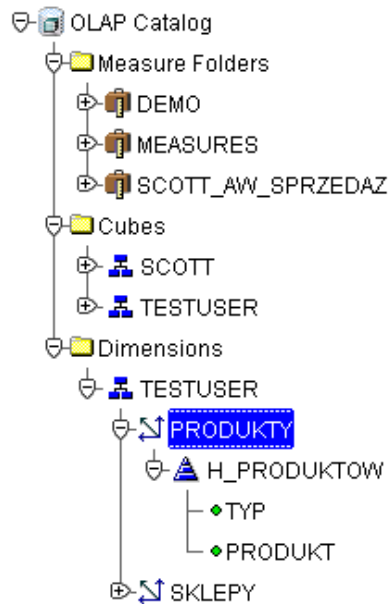 OLAP Catalog
Measure Folders
DEMO
MEASURES
SCOTT_AW_SPRZEDAZ
Cubes
SCOTT
TESTUSER
Dimensions
TESTUSER
PRODUKTY
H_PRODUKTOW
TYP
PRODUKT
SKLEPY